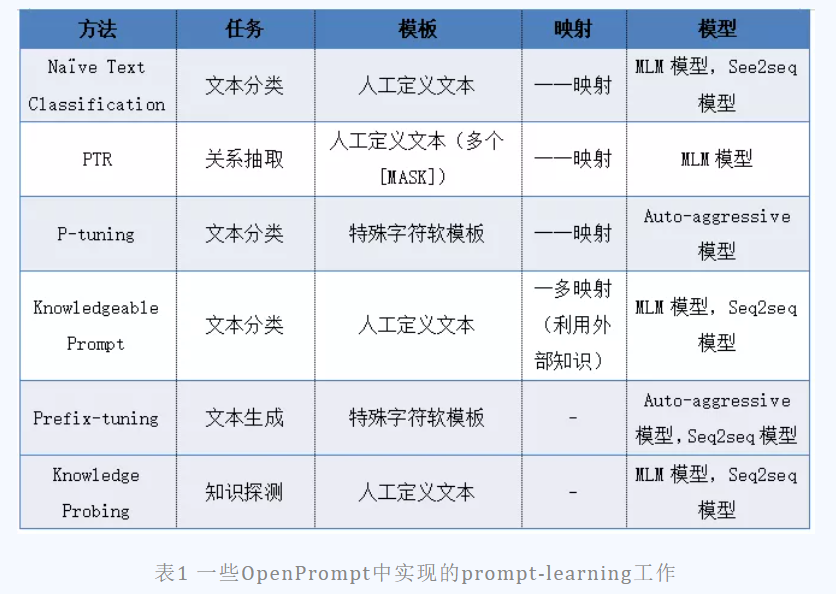 方法 任务 模板 映射 模型
Naïve Text Classification 文本分类 人工定义文本 一一映射 MLM 模型, See2seq 模型
PTR 关系抽取 人工定义文本（多个 [MASK]） 一一映射 MLM 模型
P-tuning 文本分类 特殊字符软模板 一一映射 Auto-aggressive 模型
Knowledgeable Prompt 文本分类 人工定义文本 一多映射（利用外部知识） MLM 模型, Seq2seq 模型
Prefix-tuning 文本生成 特殊字符软模板 - Auto-aggressive 模型,Seq2seq 模型
Knowledge Probing 知识探测 人工定义文本 - MLM 模型, Seq2seq 模型
表1 一些OpenPrompt中实现的prompt-learning工作